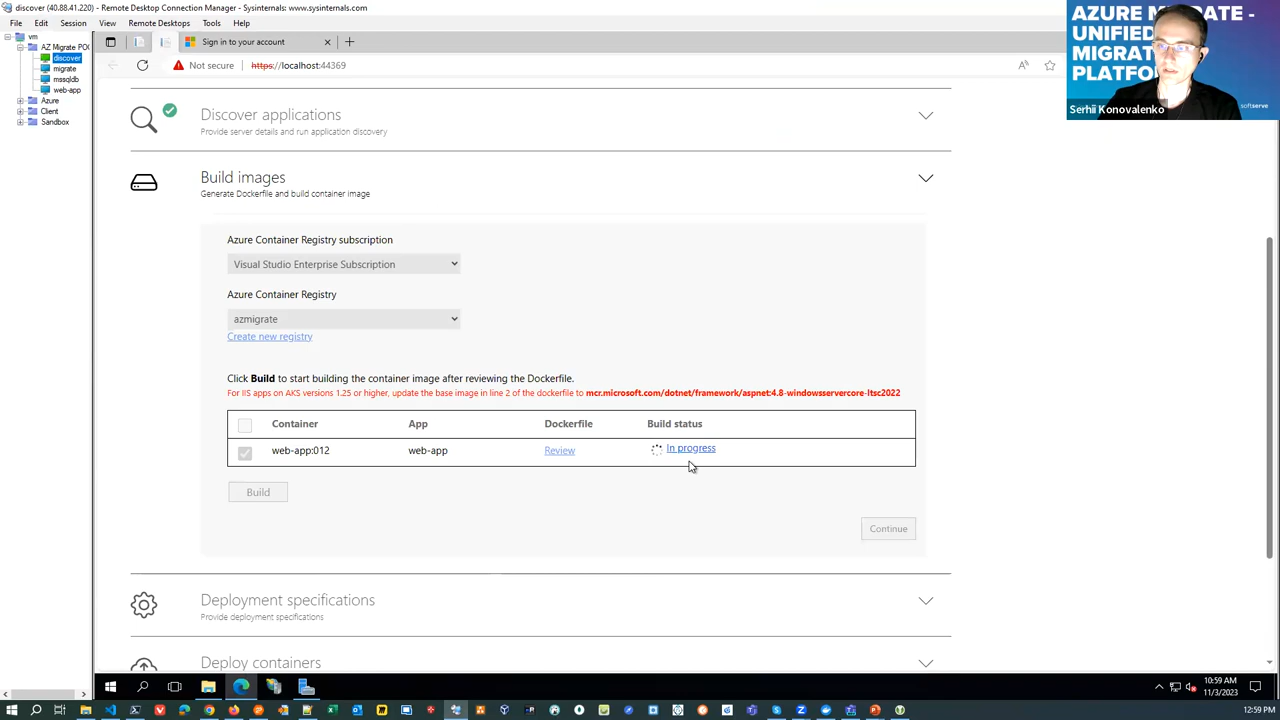 discover (40.88.41.220) - Remote Desktop Connection Manager - Sysinternals: www.sysinternals.com
File Edit Session View Remote Desktops Tools Help
vm
AZ Migrate POC
discover
migrate
mssqldb
web-app
Azure
Client
Sandbox
Sign in to your account
Not secure https://localhost:44369
AZURE MIGRATE -
UNIFIED
MIGRAT
PLATFO
Serhii Konovalenko
softserve
Discover applications
Provide server details and run application discovery
Build images
Generate Dockerfile and build container image
Azure Container Registry subscription
Visual Studio Enterprise Subscription
Azure Container Registry
azmigrate
Create new registry
Click Build to start building the container image after reviewing the Dockerfile.
For IIS apps on AKS versions 1.25 or higher, update the base image in line 2 of the dockerfile to mcr.microsoft.com/dotnet/framework/aspnet:4.8-windowsservercore-ltsc2022
Container App Dockerfile Build status
web-app:012 web-app Review In progress
Build
Continue
Deployment specifications
Provide deployment specifications
Deploy containers
10:59 AM
11/3/2023
12:59 PM